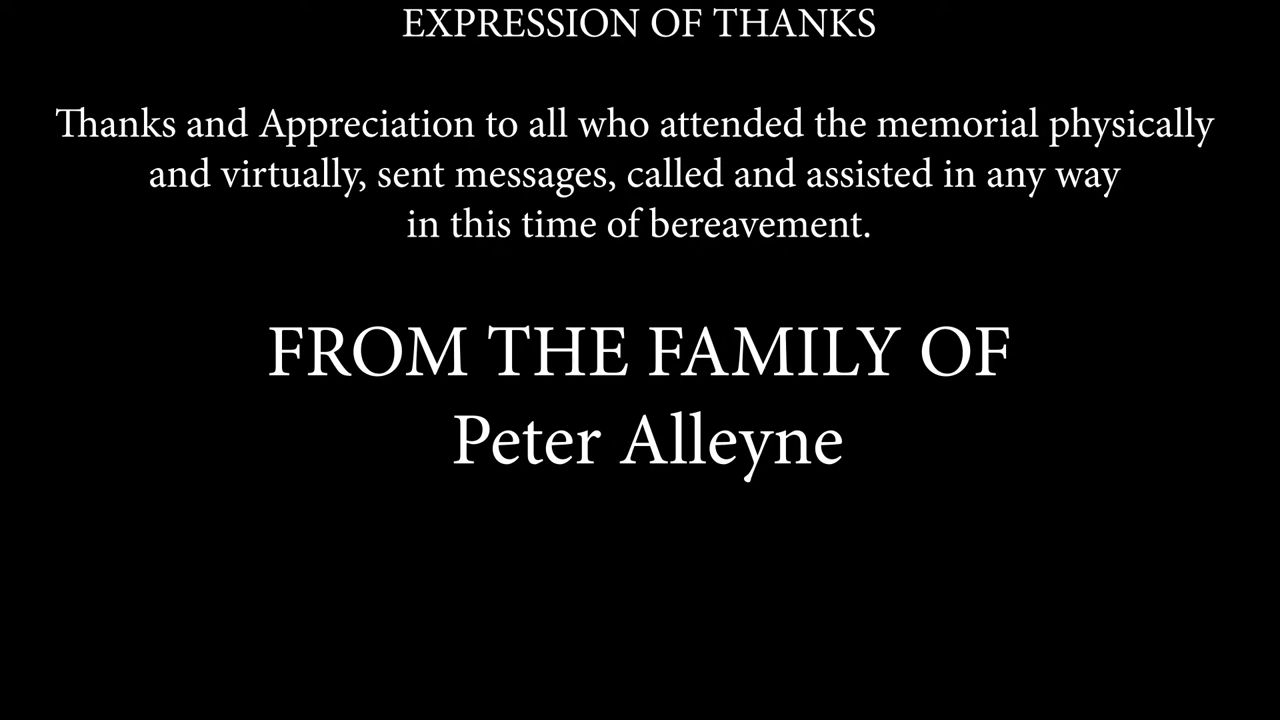 EXPRESSION OF THANKS
Thanks and Appreciation to all who attended the memorial physically
and virtually, sent messages, called and assisted in any way
in this time of bereavement.
FROM THE FAMILY OF
Peter Alleyne